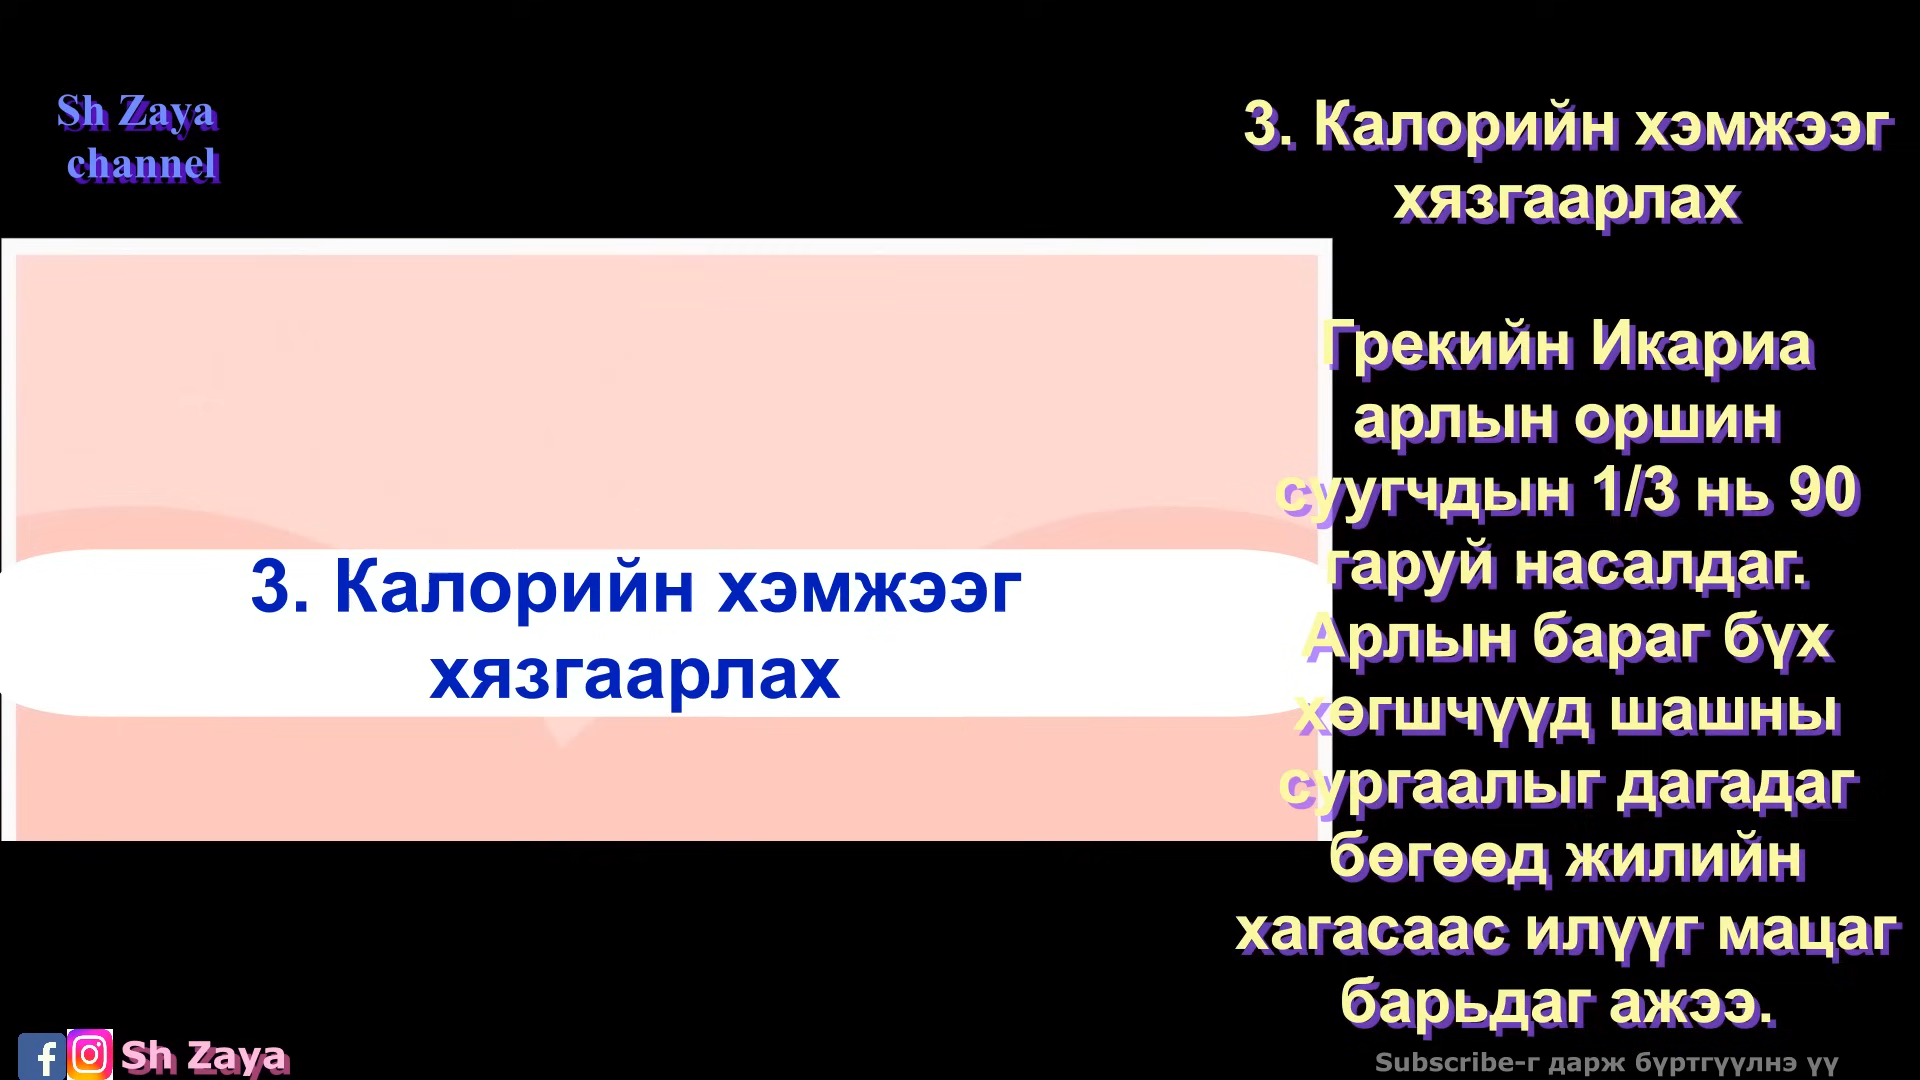 Sh Zaya
channel
3. Калорийн хэмжээг
хязгаарлах
3. Калорийн хэмжээг
хязгаарлах
Грекийн Икариа
арлын оршин
суугчдын 1/3 нь 90
гаруй насалдаг.
Арлын бараг бүх
хөгшчүүд шашны
сургаалыг дагадаг
бөгөөд жилийн
хагасаас илүүг мацаг
барьдаг ажээ.
Sh Zaya
Subscribe-г дарж бүртгүүлнэ үү